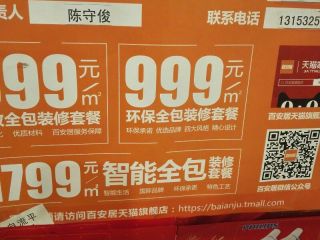 责人 陈守俊 联系电话 1315325
999元/㎡ 999元/㎡
全包装修套餐 环保全包装修套餐
优质材料 百安居服务保障 环保承诺 优选品牌 四大风格 随心设计
天猫
百安居天猫旗舰店
1799元/㎡ 智能全包装修套餐
智能生活 国际品牌 环保承诺 特色工艺
百安居微信公众号
请访问百安居天猫旗舰店:https://baianju.tmall.com